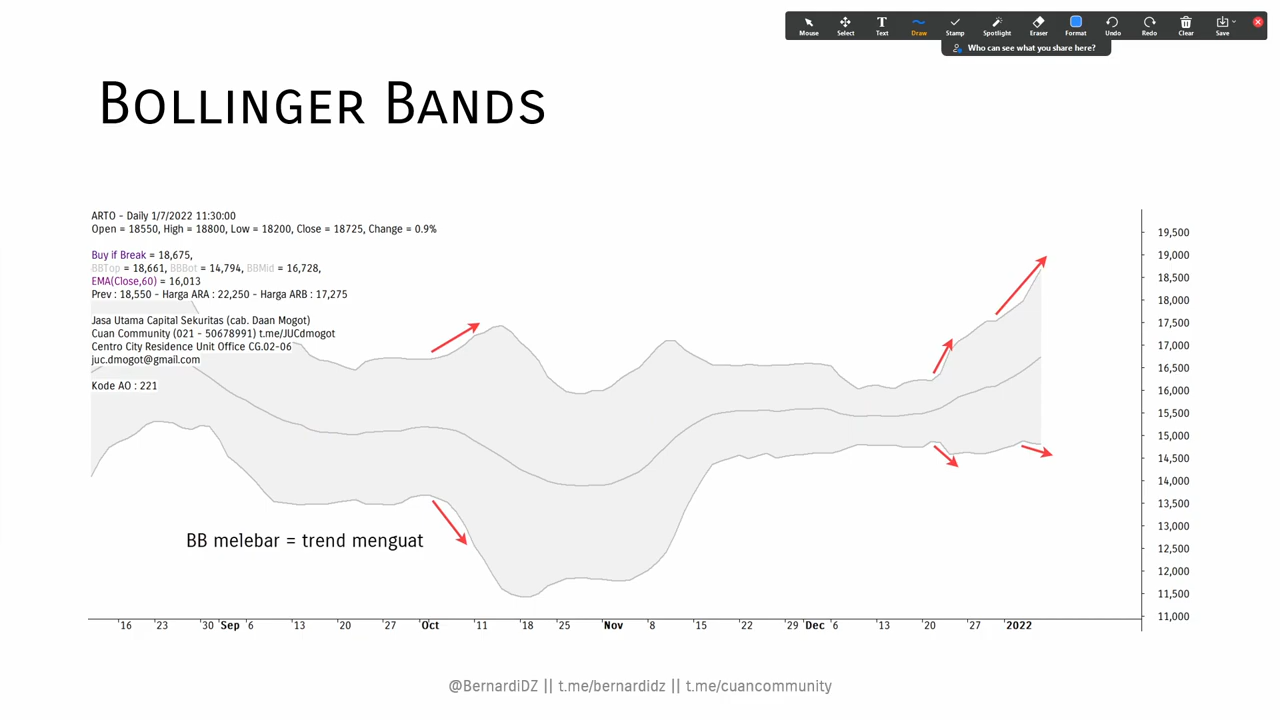 Mouse Select Text Draw Stamp Spotlight Eraser Format Undo Redo Clear Save
Who can see what you share here?
Bollinger Bands
ARTO - Daily 1/7/2022 11:30:00
Open = 18550, High = 18800, Low = 18200, Close = 18725, Change = 0.9%
Buy if Break = 18,675,
BBTop = 18,661, BBBot = 14,794, BBMid = 16,728,
EMA(Close,60) = 16,013
Prev : 18,550 - Harga ARA : 22,250 - Harga ARB : 17,275
Jasa Utama Capital Sekuritas (cab. Daan Mogot)
Cuan Community (021 - 50678991) t.me/JUCdmogot
Centro City Residence Unit Office CG.02-06
juc.dmogot@gmail.com
Kode AO : 221
19,500
19,000
18,500
18,000
17,500
17,000
16,500
16,000
15,500
15,000
14,500
14,000
13,500
13,000
12,500
12,000
11,500
11,000
BB melebar = trend menguat
16 23 30 Sep 6 13 20 27 Oct 11 18 25 Nov 8 15 22 29 Dec 6 13 20 27 2022
@BernardiDZ || t.me/bernardidz || t.me/cuancommunity